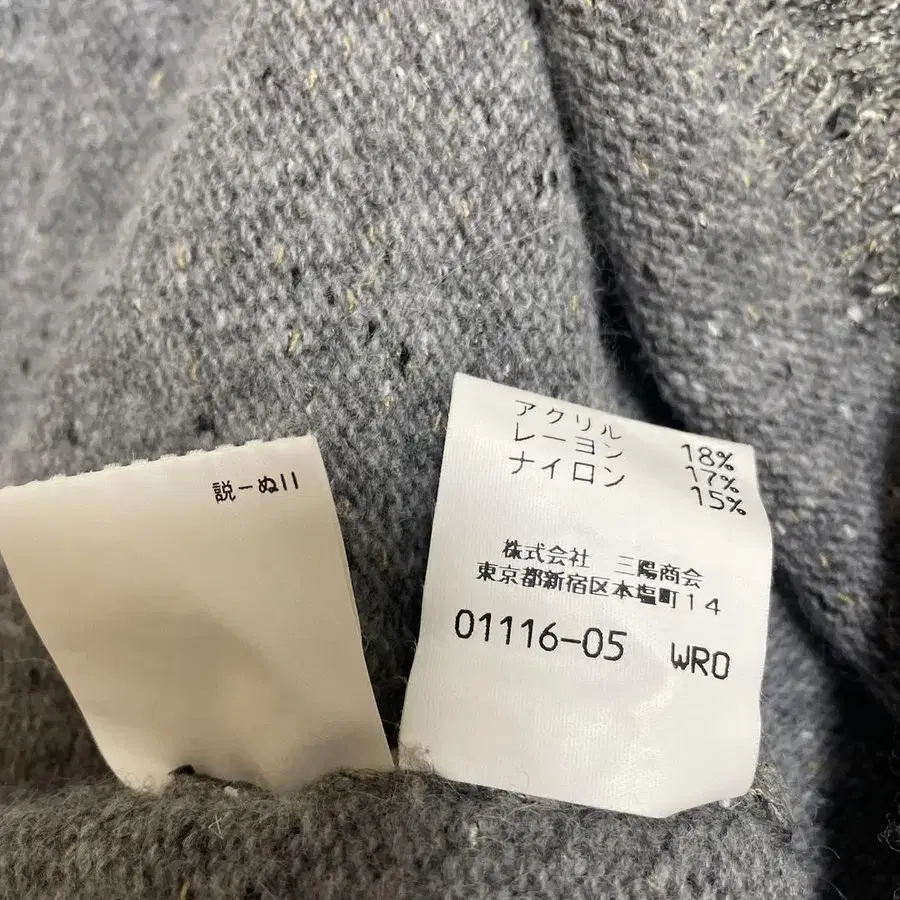 説ーぬ11
アクリル 18%
レーヨン 17%
ナイロン 15%
株式会社 三陽商会
東京都新宿区本塩町14
01116-05 WRO